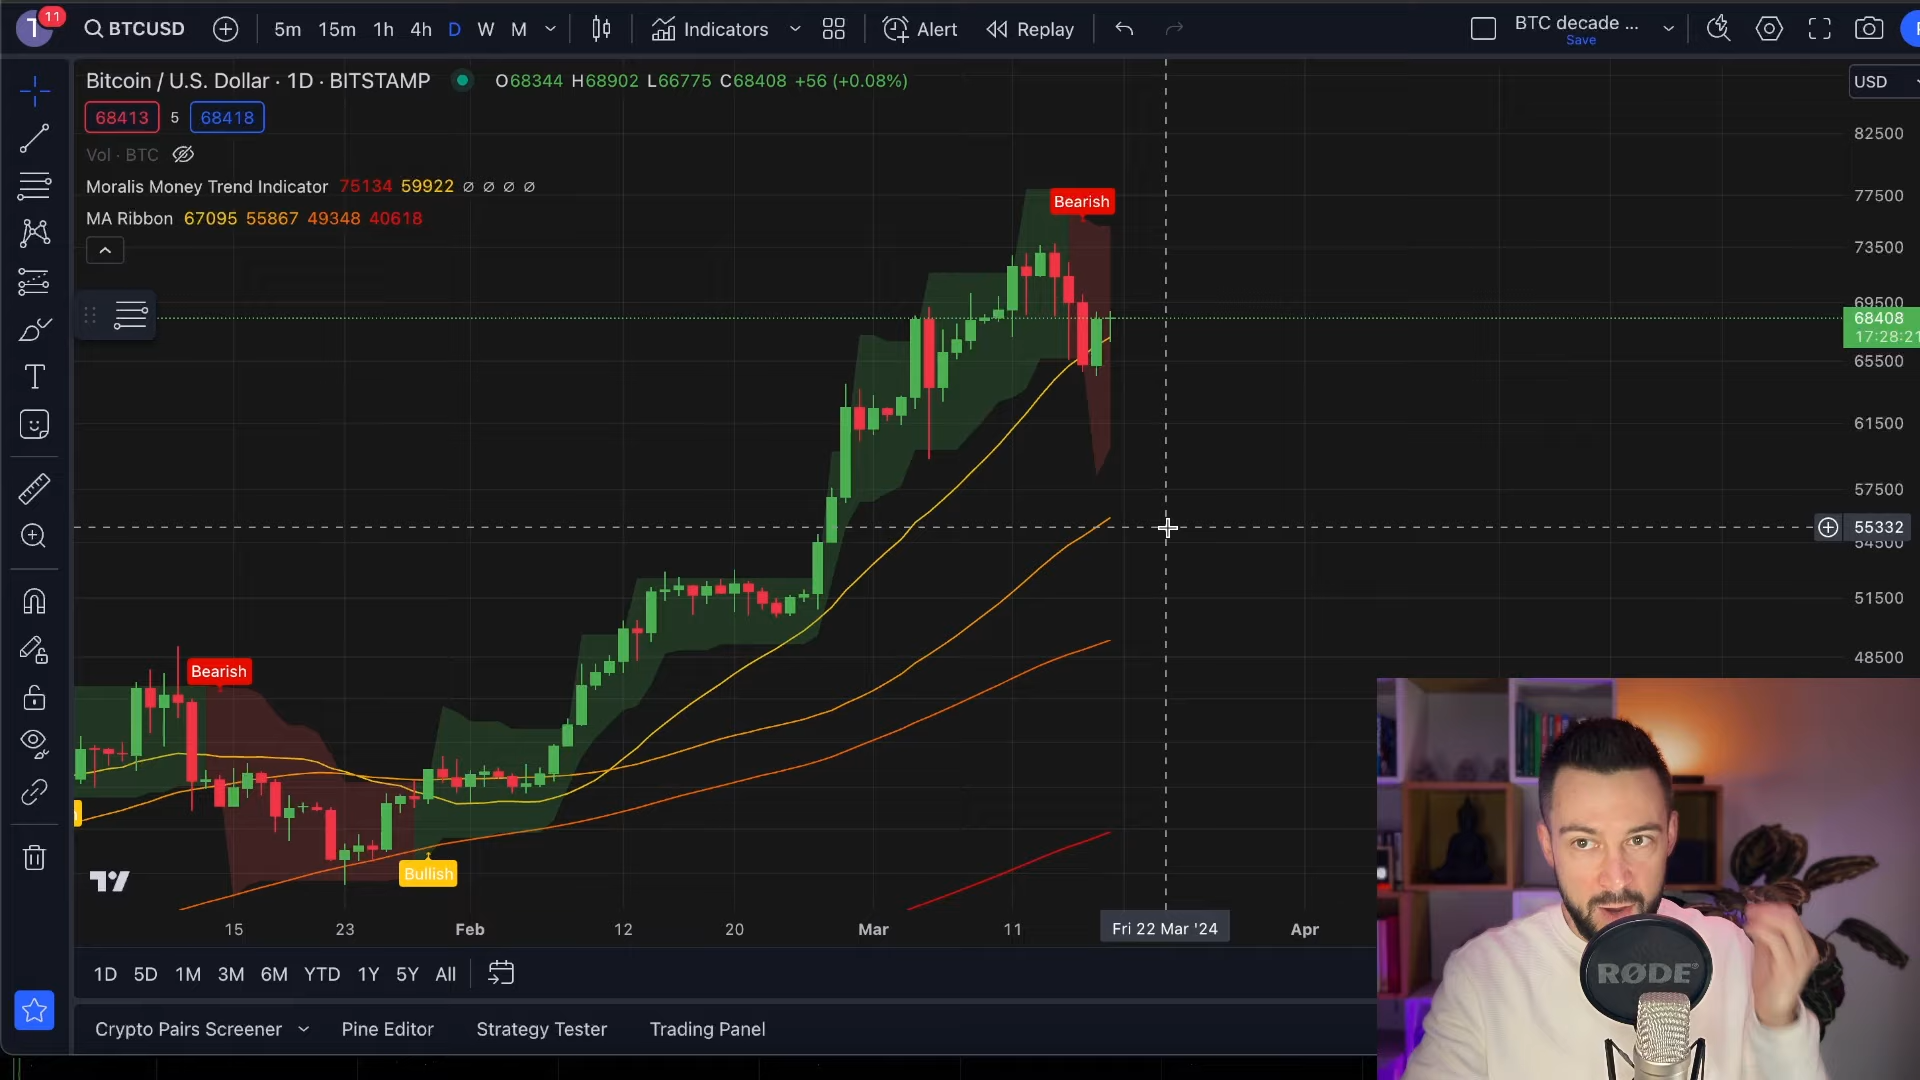 T 11 BTCUSD 5m 15m 1h 4h D W M Indicators Alert Replay BTC decade ... Save
Bitcoin / U.S. Dollar · 1D · BITSTAMP O68344 H68902 L66775 C68408 +56 (+0.08%) USD
68413 5 68418
Vol · BTC
Moralis Money Trend Indicator 75134 59922 ∅ ∅ ∅ ∅
MA Ribbon 67095 55867 49348 40618
82500
77500
73500
69500
68408
17:28:21
65500
61500
57500
55332
54500
51500
48500
Bearish
Bearish
Bullish
15 23 Feb 12 20 Mar 11 Fri 22 Mar '24 Apr
1D 5D 1M 3M 6M YTD 1Y 5Y All
Crypto Pairs Screener Pine Editor Strategy Tester Trading Panel
RØDE